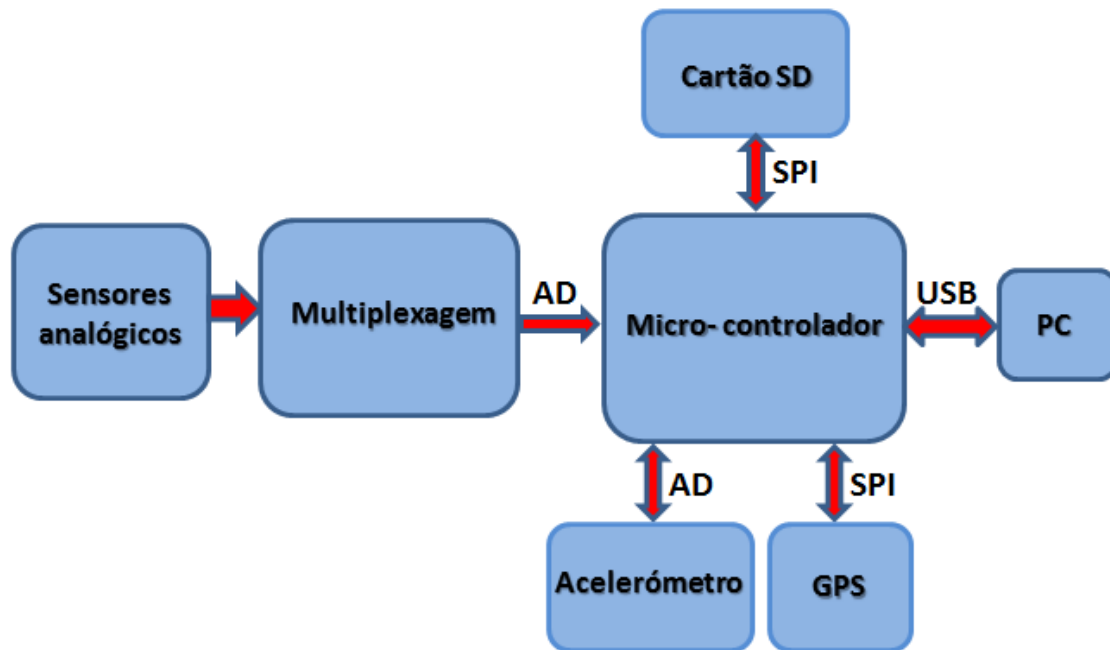 Cartão SD
SPI
Sensores
analógicos
Multiplexagem
AD
Micro- controlador
USB
PC
AD
SPI
Acelerómetro
GPS